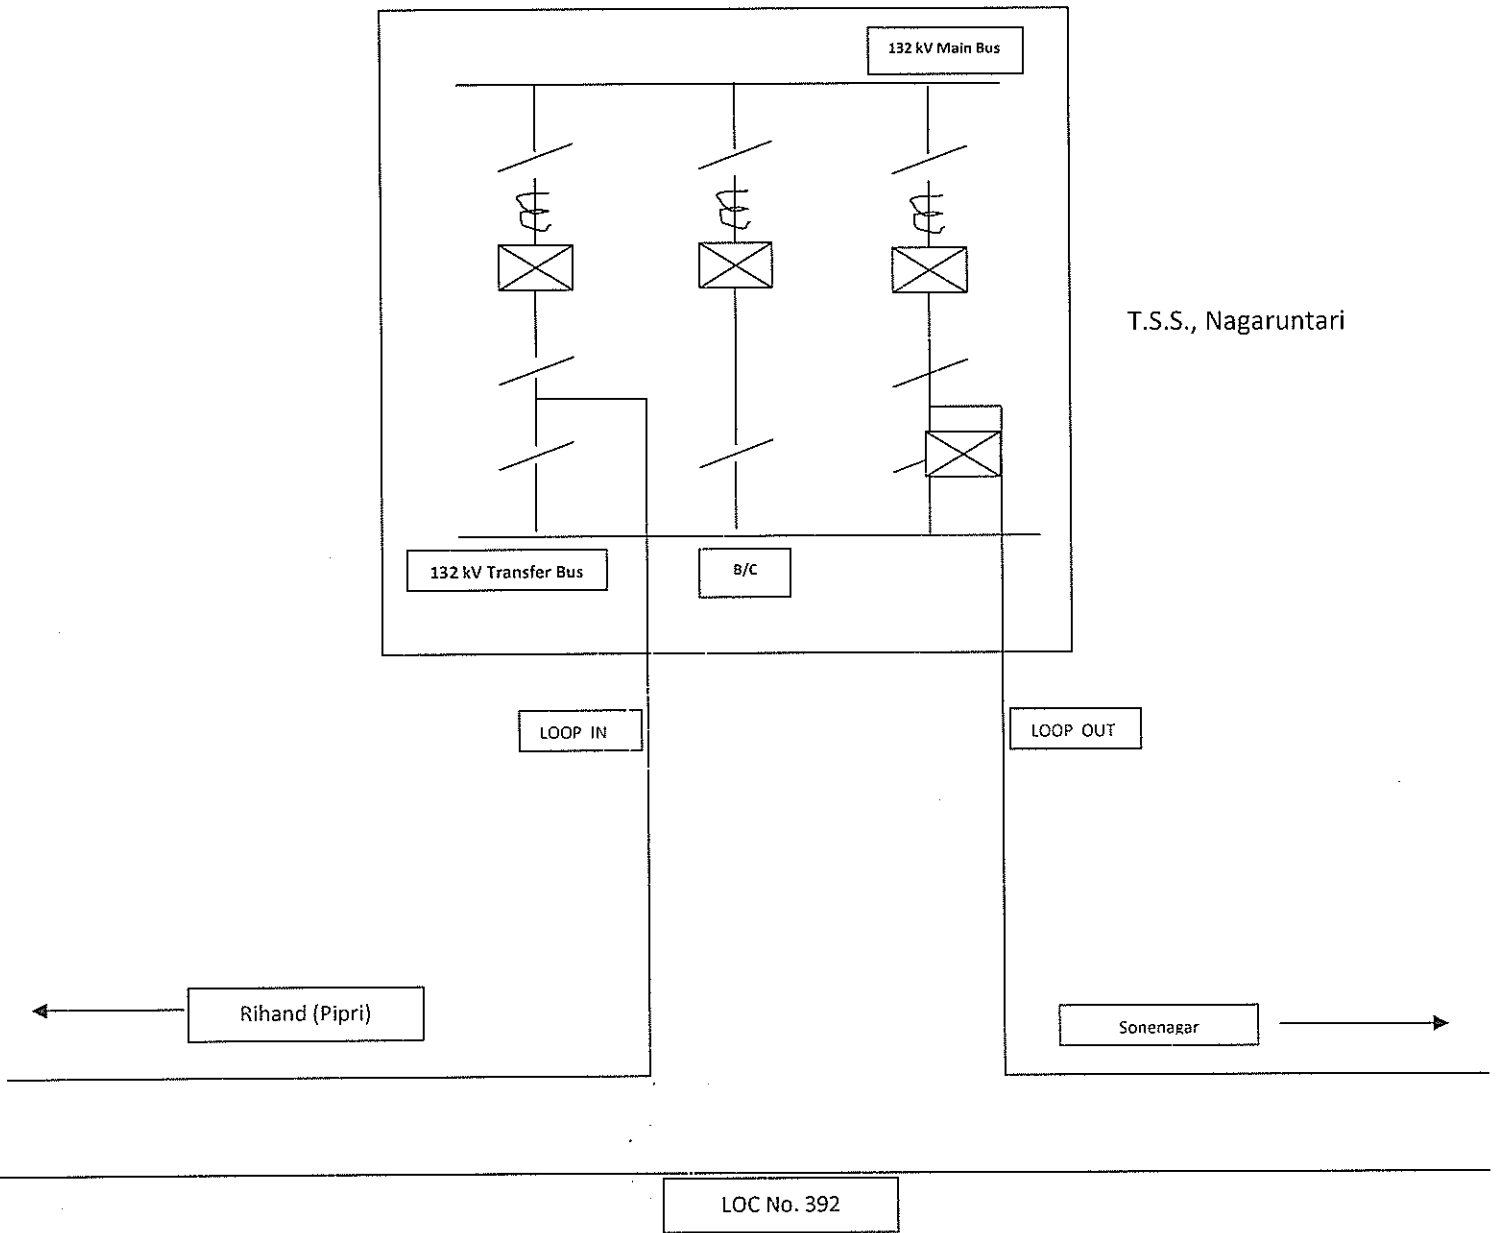 132 kV Main Bus
T.S.S., Nagaruntari
132 kV Transfer Bus
B/C
LOOP IN
LOOP OUT
Rihand (Pipri)
Sonenagar
LOC No. 392